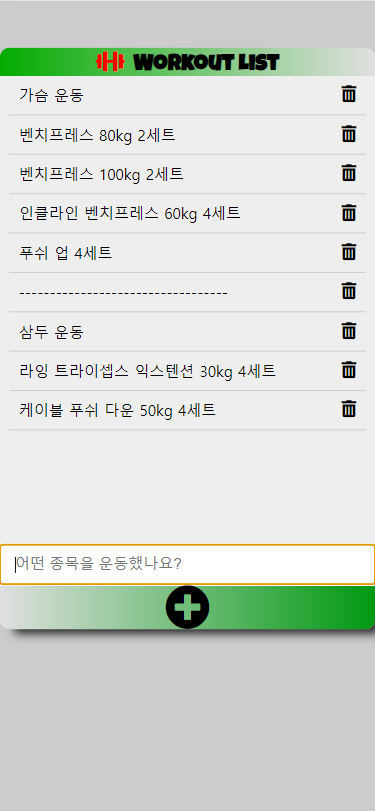 WORKOUT LIST
가슴 운동
벤치프레스 80kg 2세트
벤치프레스 100kg 2세트
인클라인 벤치프레스 60kg 4세트
푸쉬 업 4세트
----------------------------------
삼두 운동
라잉 트라이셉스 익스텐션 30kg 4세트
케이블 푸쉬 다운 50kg 4세트
어떤 종목을 운동했나요?